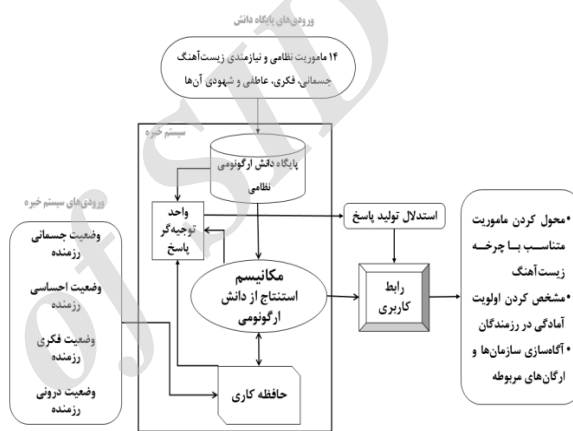 ورودی‌های پایگاه دانش
۱۴ ماموریت نظامی و نیازمندی زیست‌آهنگ
جسمانی، فکری، عاطفی و شهودی آن‌ها
سیستم خبره
پایگاه دانش ارگونومی
نظامی
واحد
توجیه‌گر
پاسخ
استدلال تولید پاسخ
مکانیسم
استنتاج از دانش
ارگونومی
رابط
کاربری
حافظه کاری
ورودی‌های سیستم خبره
وضعیت جسمانی
رزمنده
وضعیت احساسی
رزمنده
وضعیت فکری
رزمنده
وضعیت درونی
رزمنده
•محول کردن ماموریت
متناسب با چرخه
زیست‌آهنگ
•مشخص کردن اولویت
آمادگی در رزمندگان
•آگاه‌سازی سازمان‌ها و
ارگان‌های مربوطه
of SID